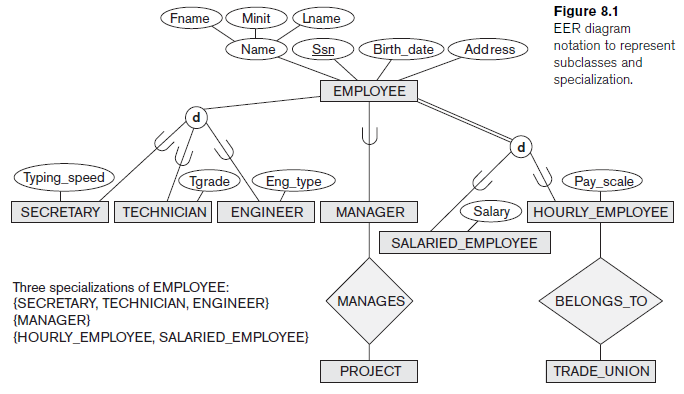 Fname Minit Lname
Figure 8.1
EER diagram
notation to represent
subclasses and
specialization.
Name Ssn Birth_date Address
EMPLOYEE
d
d
Typing_speed Tgrade Eng_type Pay_scale
SECRETARY TECHNICIAN ENGINEER MANAGER Salary HOURLY_EMPLOYEE
SALARIED_EMPLOYEE
Three specializations of EMPLOYEE:
{SECRETARY, TECHNICIAN, ENGINEER}
{MANAGER}
{HOURLY_EMPLOYEE, SALARIED_EMPLOYEE}
MANAGES BELONGS_TO
PROJECT TRADE_UNION